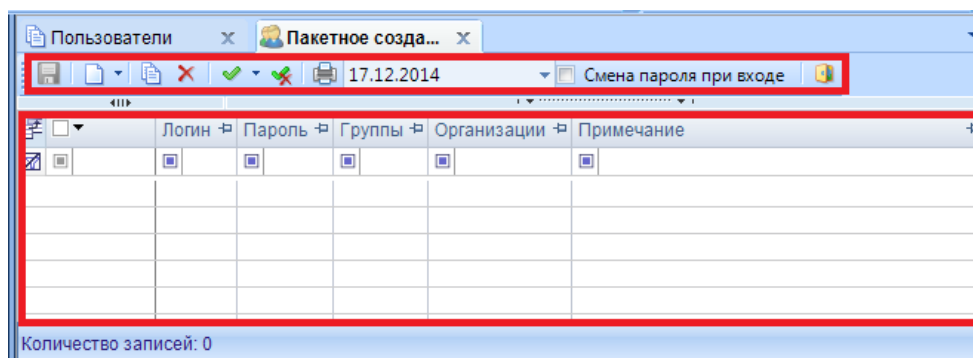 Пользователи Пакетное созда...
17.12.2014 Смена пароля при входе
Логин Пароль Группы Организации Примечание
Количество записей: 0